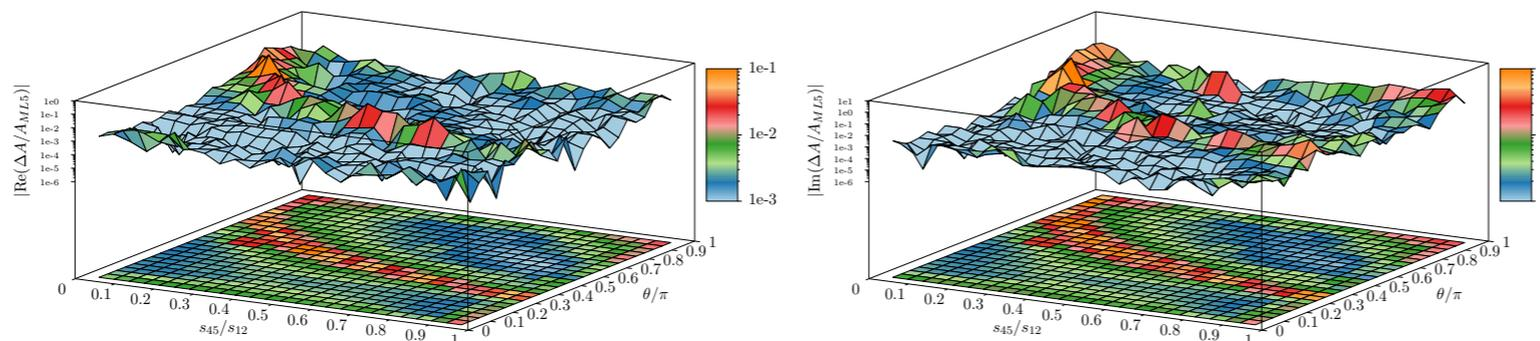 |Re(ΔA/A_{ML5})|
1e0
1e-1
1e-2
1e-3
1e-4
1e-5
1e-6
1e-1
1e-2
1e-3
0
0.1
0.2
0.3
0.4
0.5
0.6
0.7
0.8
0.9
1
s_{45}/s_{12}
0
0.1
0.2
0.3
0.4
0.5
0.6
0.7
0.8
0.9
1
θ/π
|Im(ΔA/A_{ML5})|
1e1
1e0
1e-1
1e-2
1e-3
1e-4
1e-5
1e-6
0
0.1
0.2
0.3
0.4
0.5
0.6
0.7
0.8
0.9
1
s_{45}/s_{12}
0
0.1
0.2
0.3
0.4
0.5
0.6
0.7
0.8
0.9
1
θ/π